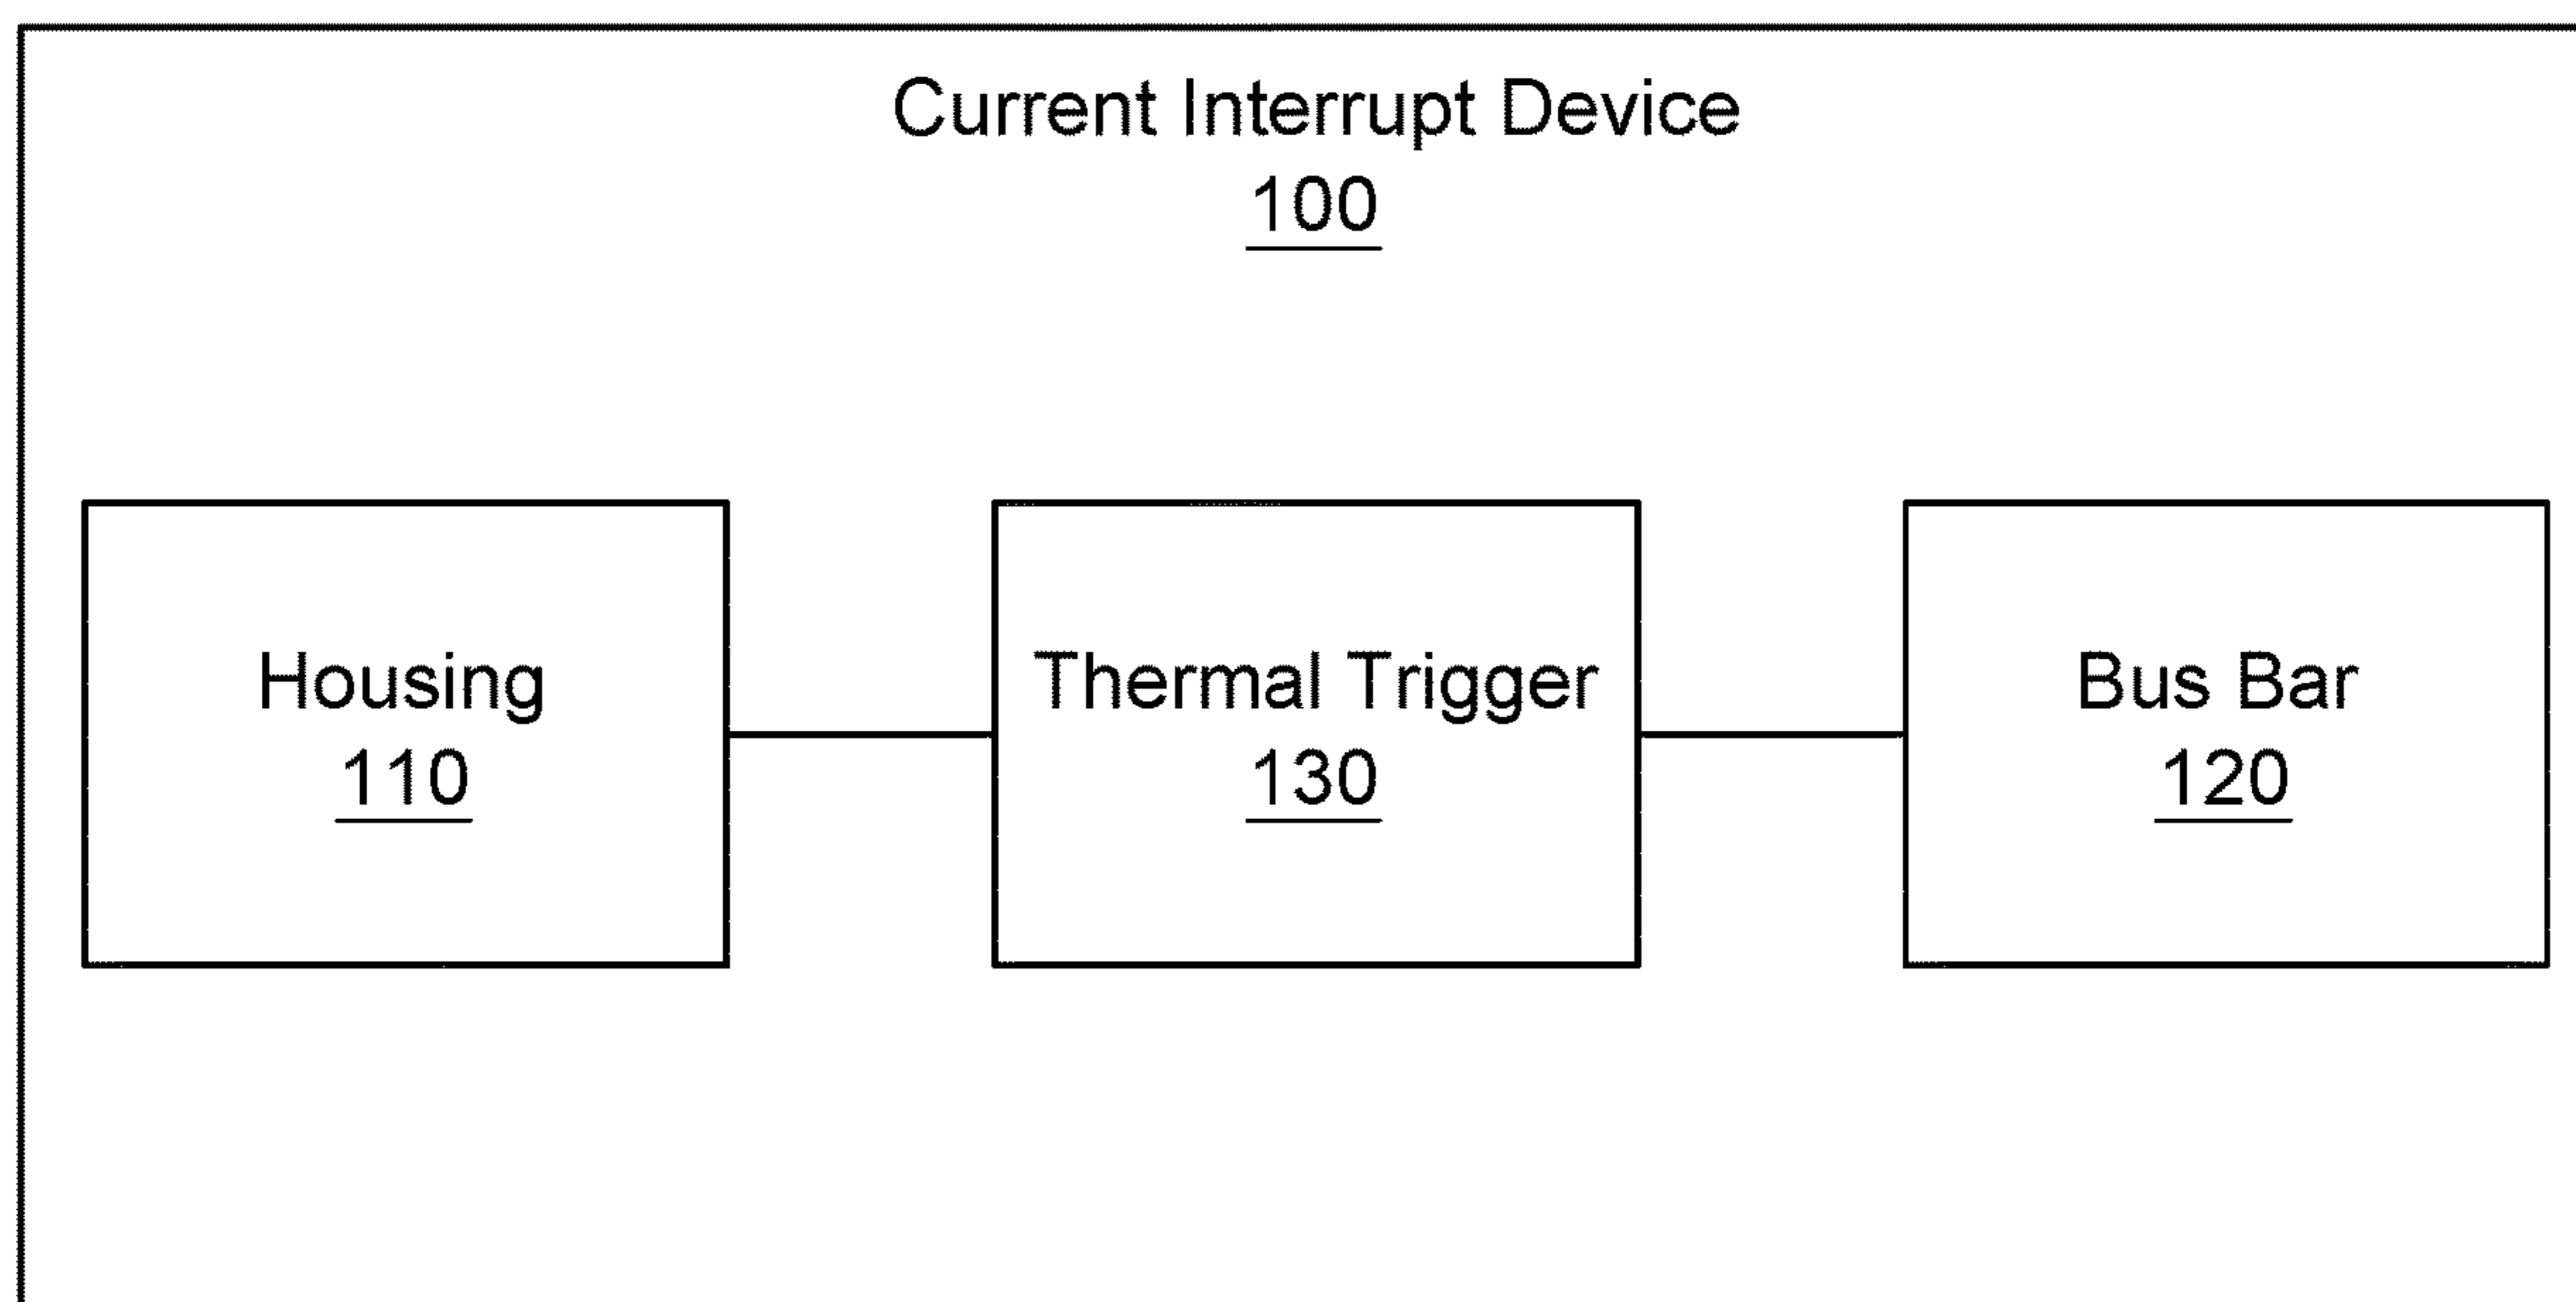 Current Interrupt Device
100
Housing
110
Thermal Trigger
130
Bus Bar
120